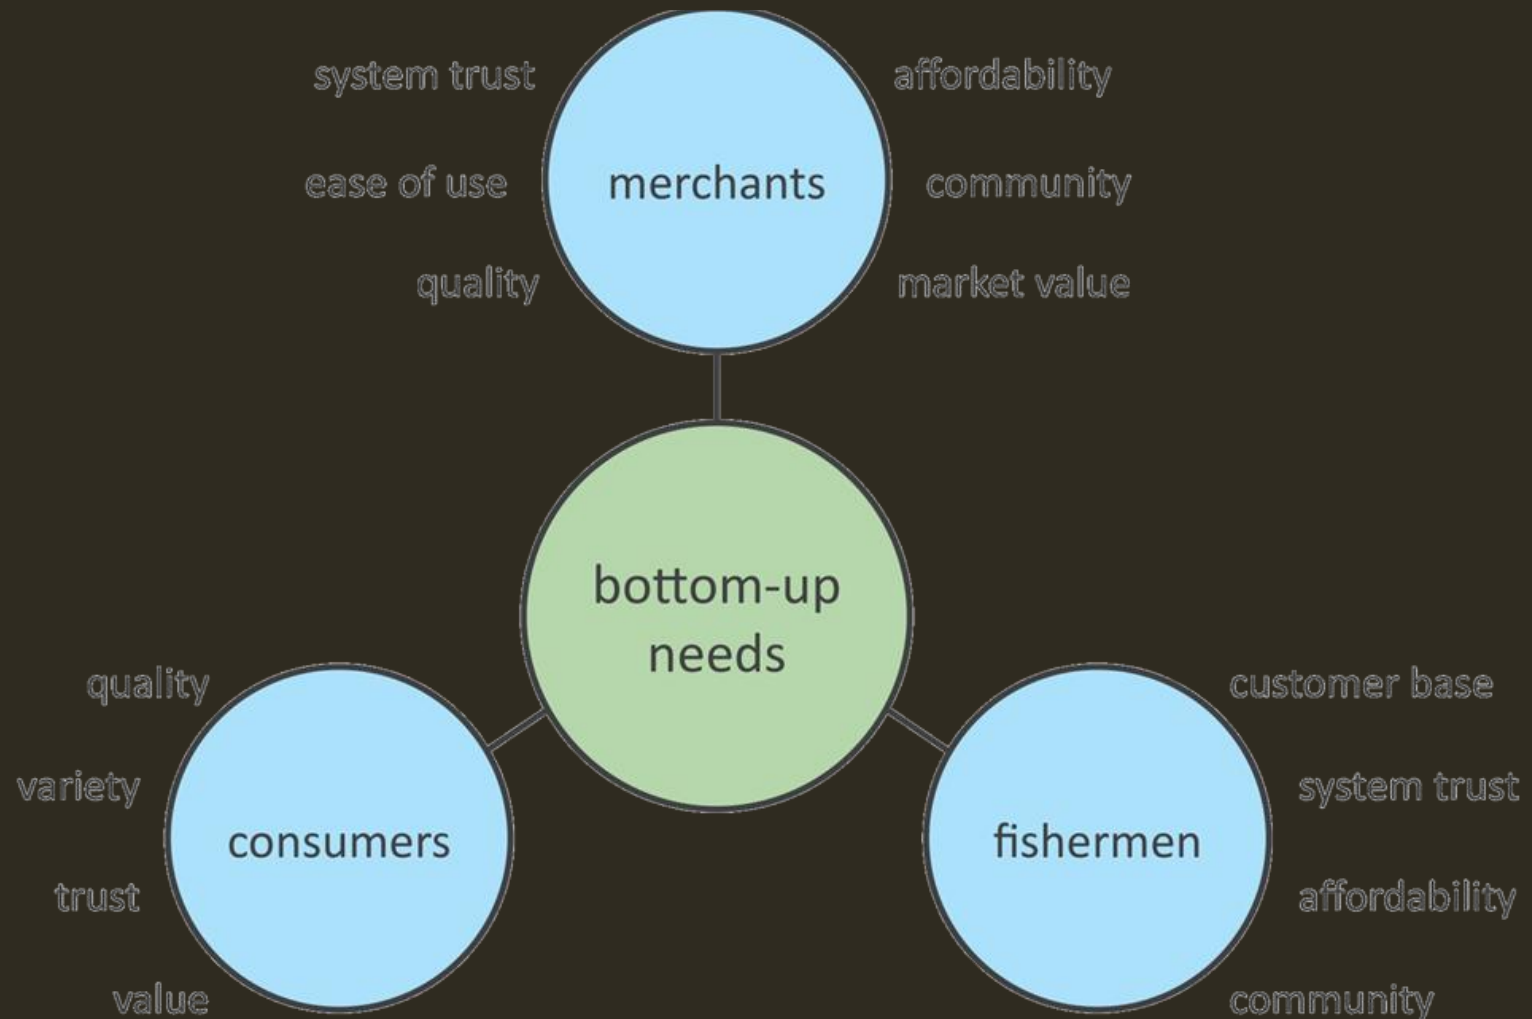 system trust
affordability
ease of use
merchants
community
quality
market value
bottom-up
needs
quality
variety
consumers
trust
value
customer base
system trust
fishermen
affordability
community